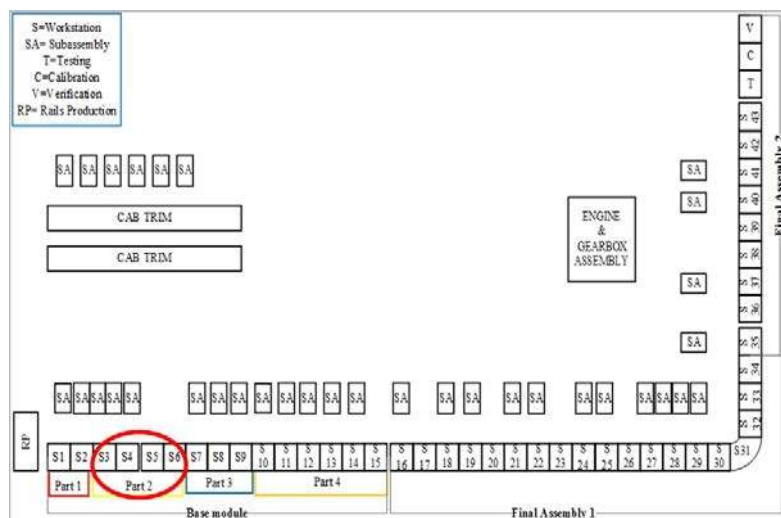 S=Workstation
SA= Subassembly
T=Testing
C=Calibration
V=Verification
RP= Rails Production
V
C
T
S 43
S 42
S 41
S 40
S 39
S 38
S 37
S 36
S 35
S 34
S 33
S 32
S31
Final Assembly 2
SA SA SA SA SA SA
CAB TRIM
CAB TRIM
ENGINE
&
GEARBOX
ASSEMBLY
SA
SA
SA
SA
SA SA SA SA SA SA SA SA SA SA SA SA SA SA SA SA SA SA SA SA SA SA SA SA
RP
S1 S2 S3 S4 S5 S6 S7 S8 S9 S S S S S S S S S S S S S S S S S S S S S
10 11 12 13 14 15 16 17 18 19 20 21 22 23 24 25 26 27 28 29 30
Part 1 Part 2 Part 3 Part 4
Base module Final Assembly 1